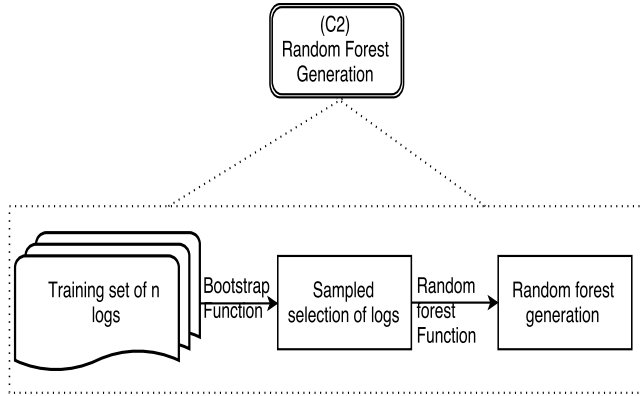 (C2)
Random Forest
Generation
Training set of n
logs
Bootstrap
Function
Sampled
selection of logs
Random
forest
Function
Random forest
generation